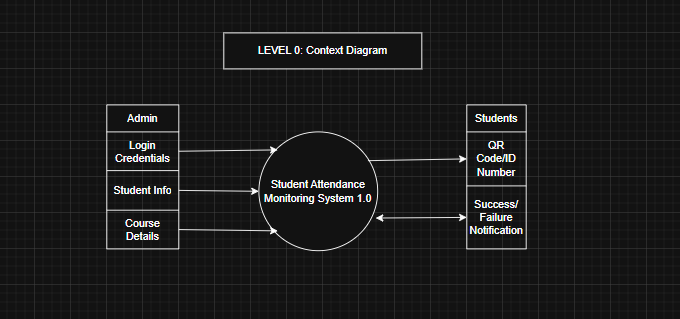 LEVEL 0: Context Diagram
Admin
Login
Credentials
Student Info
Course
Details
Student Attendance
Monitoring System 1.0
Students
QR
Code/ID
Number
Success/
Failure
Notification